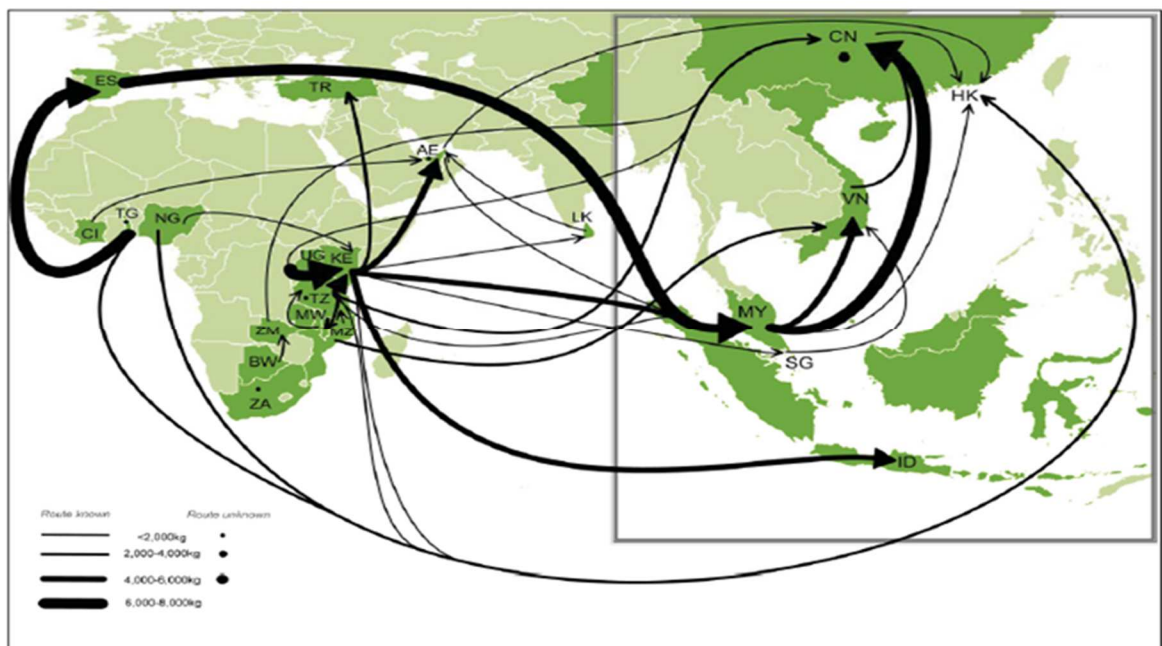 CN
ES
TR
HK
AE
TG
NG
CI
LK
VN
UG KE
TZ
MW
MY
ZM
MZ
BW
SG
ZA
ID
Route known
Route unknown
<2,000kg
2,000-4,000kg
4,000-6,000kg
6,000-8,000kg